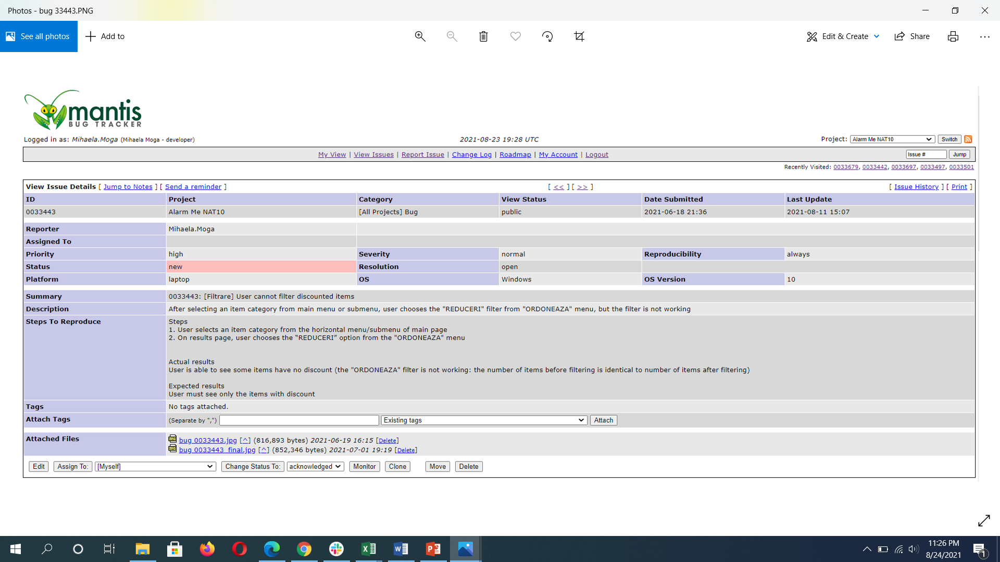 Photos - bug 33443.PNG
See all photos
Add to
Edit & Create
Share
mantis
BUG TRACKER
Logged in as: Mihaela.Moga (Mihaela Moga - developer)
2021-08-23 19:28 UTC
Project: Alarm Me NAT10 Switch
My View | View Issues | Report Issue | Change Log | Roadmap | My Account | Logout
Issue # Jump
Recently Visited: 0033679, 0033442, 0033697, 0033497, 0033501
View Issue Details [ Jump to Notes ] [ Send a reminder ] [ << ] [ >> ] [ Issue History ] [ Print ]
ID Project Category View Status Date Submitted Last Update
0033443 Alarm Me NAT10 [All Projects] Bug public 2021-06-18 21:36 2021-08-11 15:07
Reporter Mihaela.Moga
Assigned To
Priority high Severity normal Reproducibility always
Status new Resolution open
Platform laptop OS Windows OS Version 10
Summary 0033443: [Filtrare] User cannot filter discounted items
Description After selecting an item category from main menu or submenu, user chooses the "REDUCERI" filter from "ORDONEAZA" menu, but the filter is not working
Steps To Reproduce Steps
1. User selects an item category from the horizontal menu/submenu of main page
2. On results page, user chooses the “REDUCERI” option from the "ORDONEAZA" menu
Actual results
User is able to see some items have no discount (the "ORDONEAZA" filter is not working: the number of items before filtering is identical to number of items after filtering)
Expected results
User must see only the items with discount
Tags No tags attached.
Attach Tags (Separate by ",") Existing tags Attach
Attached Files JPG bug 0033443.jpg [^] (816,893 bytes) 2021-06-19 16:15 [Delete]
JPG bug 0033443_final.jpg [^] (852,346 bytes) 2021-07-01 19:19 [Delete]
Edit Assign To: [Myself] Change Status To: acknowledged Monitor Clone Move Delete
11:26 PM
8/24/2021
1